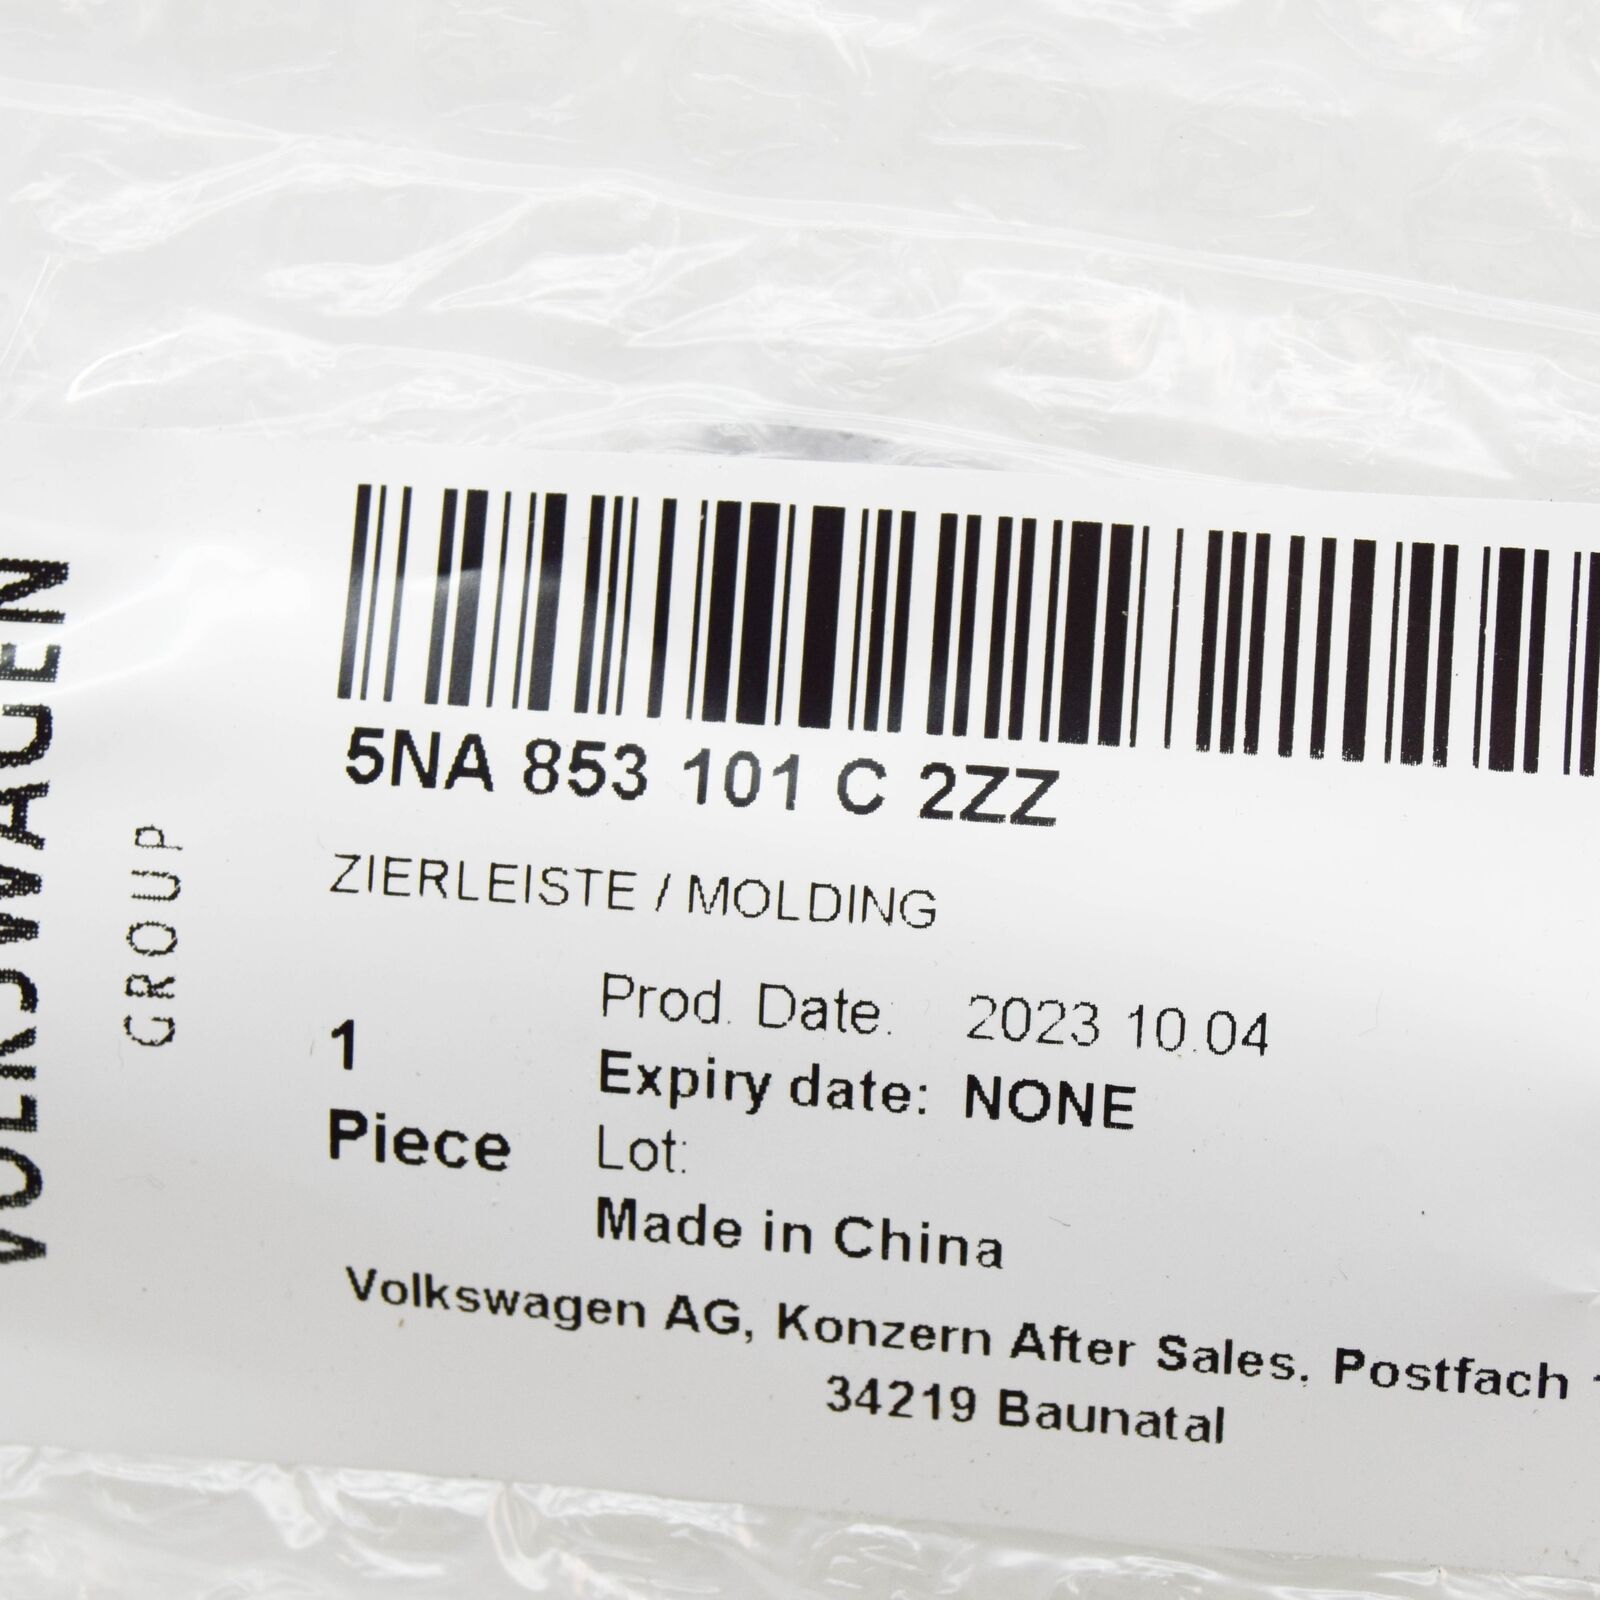 VOLKSWAGEN
GROUP
5NA 853 101 C 2ZZ
ZIERLEISTE / MOLDING
1
Piece
Prod. Date: 2023 10.04
Expiry date: NONE
Lot:
Made in China
Volkswagen AG, Konzern After Sales, Postfach
34219 Baunatal